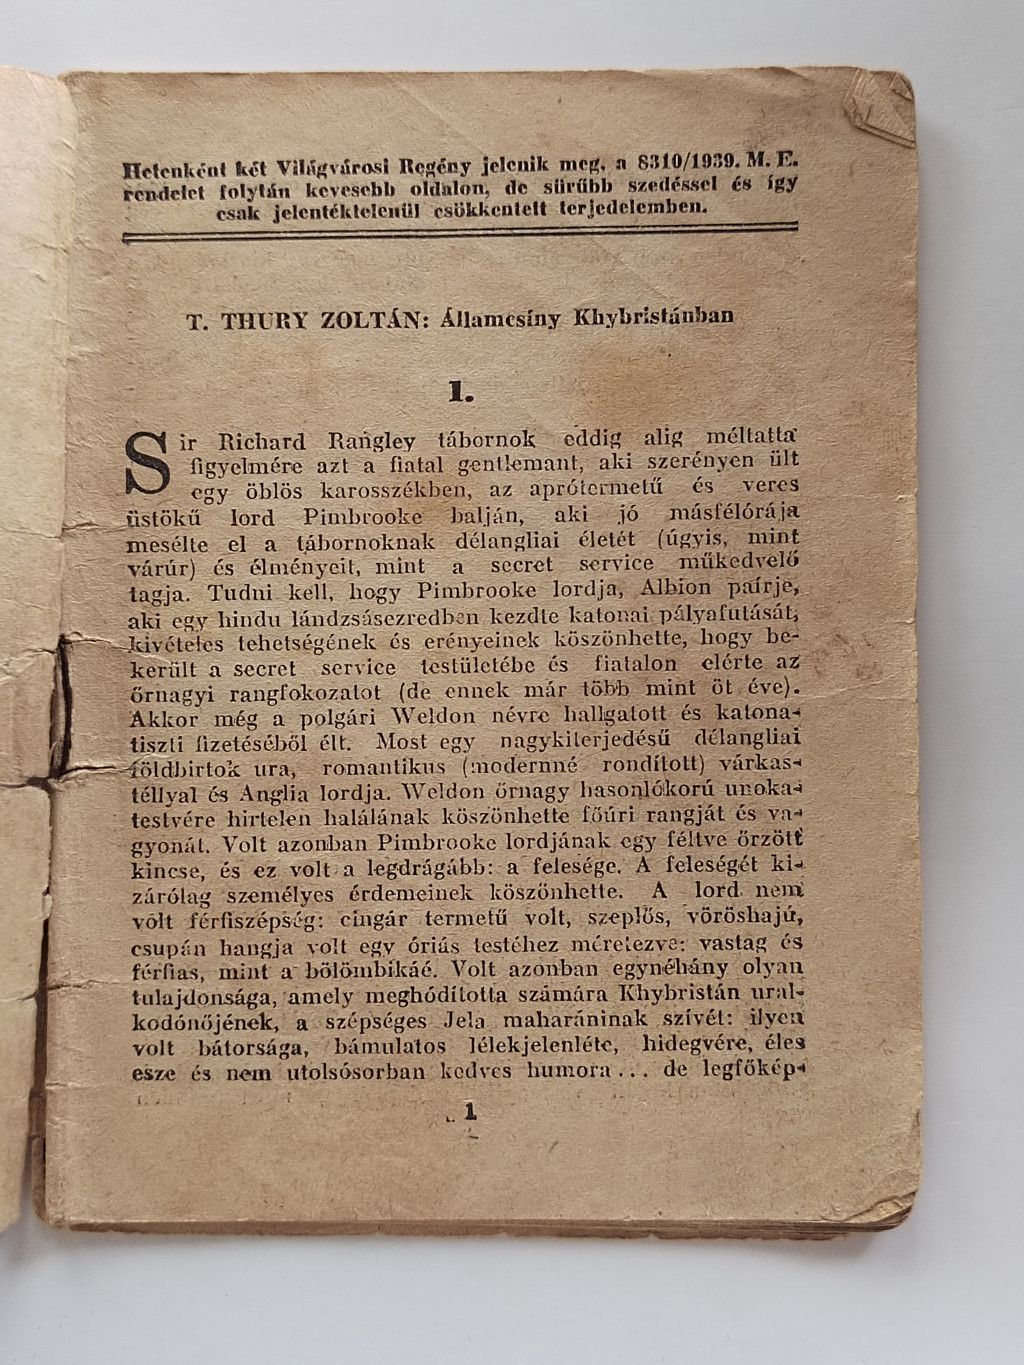 Hetenként két Világvárosi Regény jelenik meg, a 8310/1939. M. E.
rendelet folytán kevesebb oldalon, de sűrűbb szedéssel és így
csak jelentéktelenül csökkentett terjedelemben.
T. THURY ZOLTÁN: Államcsíny Khybristánban
1.
Sir Richard Rangley tábornok eddig alig méltatta
figyelmére azt a fiatal gentlemant, aki szerényen ült
egy öblös karosszékben, az aprótermetű és veres
üstökű lord Pimbrooke balján, aki jó másfélórája
mesélte el a tábornoknak délangliai életét (úgyis, mint
várúr) és élményeit, mint a secret service műkedvelő
tagja. Tudni kell, hogy Pimbrooke lordja, Albion pairje,
aki egy hindu lándzsásezredben kezdte katonai pályafutását,
kivételes tehetségének és erényeinek köszönhette, hogy be-
került a secret service testületébe és fiatalon elérte az
őrnagyi rangfokozatot (de ennek már több mint öt éve).
Akkor még a polgári Weldon névre hallgatott és katona-
tiszti fizetéséből élt. Most egy nagykiterjedésű délangliai
földbirtok ura, romantikus (modernné rondított) várkas-
téllyal és Anglia lordja. Weldon őrnagy hasonlókorú unoka-
testvére hirtelen halálának köszönhette főúri rangját és va-
gyonát. Volt azonban Pimbrooke lordjának egy féltve őrzött
kincse, és ez volt a legdrágább: a felesége. A feleségét ki-
zárólag személyes érdemeinek köszönhette. A lord nem
volt férfiszépség: cingár termetű volt, szeplős, vöröshajú,
csupán hangja volt egy óriás testéhez méretezve: vastag és
férfias, mint a bölömbikáé. Volt azonban egynéhány olyan
tulajdonsága, amely meghódította számára Khybristán ural-
kodónőjének, a szépséges Jela maharáninak szívét: ilyen
volt bátorsága, bámulatos lélekjelenléte, hidegvére, éles
esze és nem utolsósorban kedves humora... de legfőkép-
1